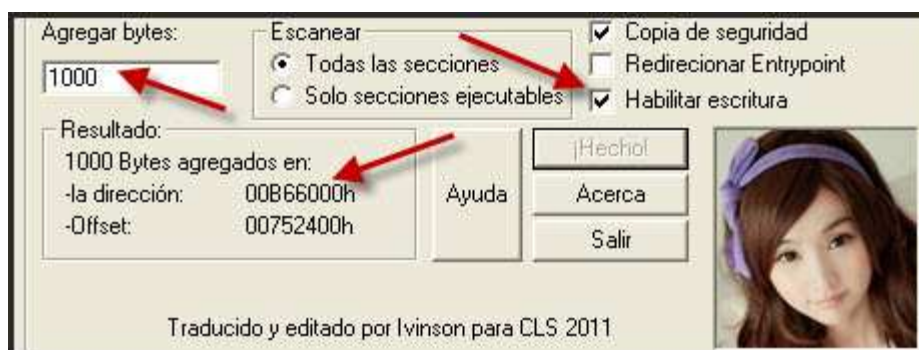 Agregar bytes:
1000
Escanear
Todas las secciones
Solo secciones ejecutables
Copia de seguridad
Redirecionar Entrypoint
Habilitar escritura
Resultado:
1000 Bytes agregados en:
-la dirección: 00B66000h
-Offset: 00752400h
Ayuda
¡Hecho!
Acerca
Salir
Traducido y editado por Ivinson para CLS 2011